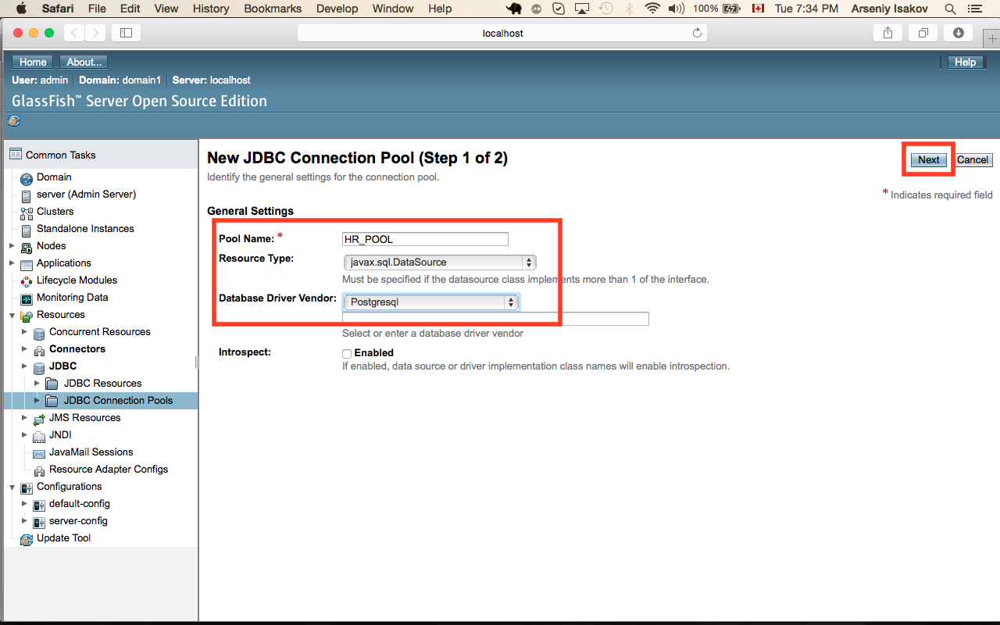 Safari File Edit View History Bookmarks Develop Window Help 100% Tue 7:34 PM Arseniy Isakov
localhost
Home About... Help
User: admin Domain: domain1 Server: localhost
GlassFish™ Server Open Source Edition
Common Tasks
Domain
server (Admin Server)
Clusters
Standalone Instances
Nodes
Applications
Lifecycle Modules
Monitoring Data
Resources
Concurrent Resources
Connectors
JDBC
JDBC Resources
JDBC Connection Pools
JMS Resources
JNDI
JavaMail Sessions
Resource Adapter Configs
Configurations
default-config
server-config
Update Tool
New JDBC Connection Pool (Step 1 of 2)
Next Cancel
Identify the general settings for the connection pool.
* Indicates required field
General Settings
Pool Name: * HR_POOL
Resource Type: javax.sql.DataSource
Must be specified if the datasource class implements more than 1 of the interface.
Database Driver Vendor: Postgresql
Select or enter a database driver vendor
Introspect: Enabled
If enabled, data source or driver implementation class names will enable introspection.